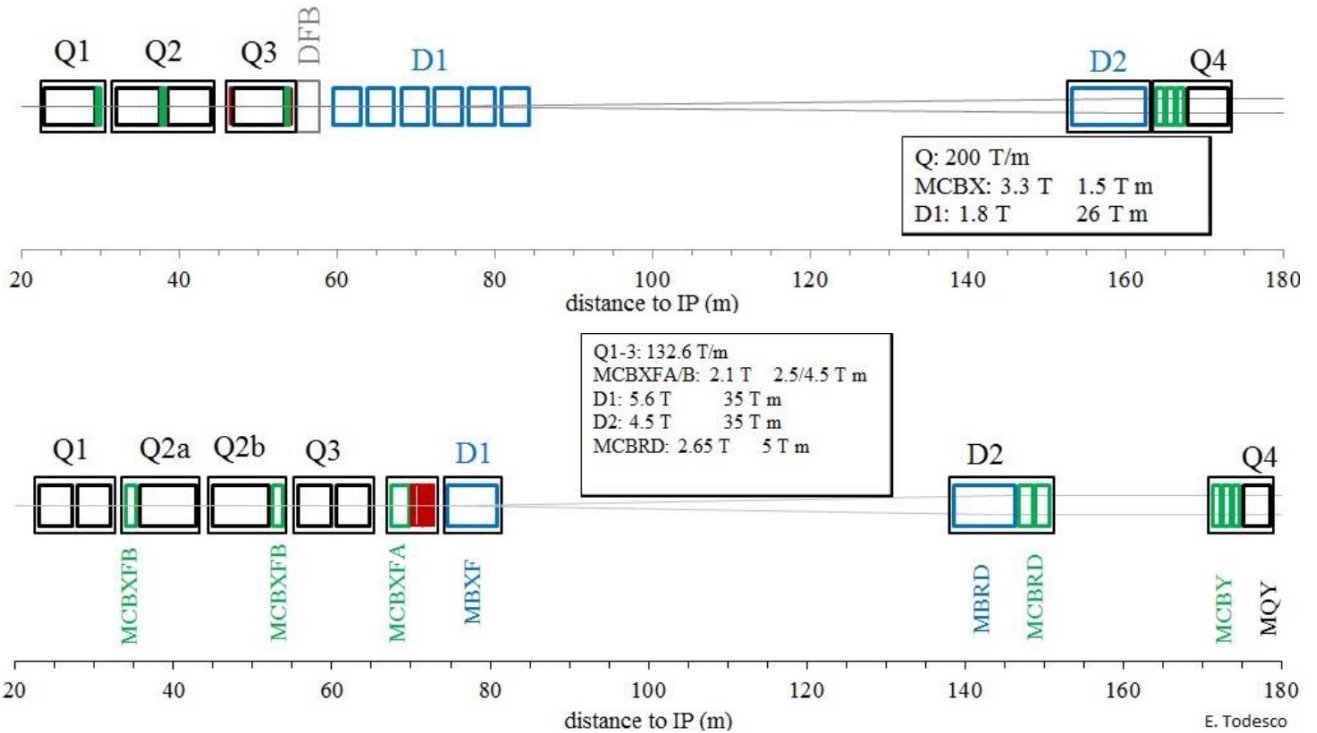 Q1 Q2 Q3 DFB D1 D2 Q4
Q: 200 T/m
MCBX: 3.3 T 1.5 T m
D1: 1.8 T 26 T m
20 40 60 80 100 120 140 160 180
distance to IP (m)
Q1-3: 132.6 T/m
MCBXFA/B: 2.1 T 2.5/4.5 T m
D1: 5.6 T 35 T m
D2: 4.5 T 35 T m
MCBRD: 2.65 T 5 T m
Q1 Q2a Q2b Q3 D1 D2 Q4
MCBXFB MCBXFB MCBXFA MBXF MBRD MCBRD MCBY MQY
20 40 60 80 100 120 140 160 180
distance to IP (m)
E. Todesco